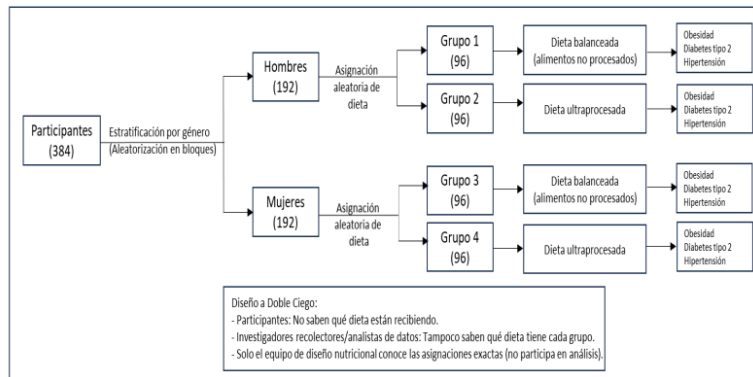 Participantes
(384)
Estratificación por género
(Aleatorización en bloques)
Hombres
(192)
Asignación
aleatoria de
dieta
Grupo 1
(96)
Dieta balanceada
(alimentos no procesados)
Obesidad
Diabetes tipo 2
Hipertensión
Grupo 2
(96)
Dieta ultraprocesada
Obesidad
Diabetes tipo 2
Hipertensión
Mujeres
(192)
Asignación
aleatoria de
dieta
Grupo 3
(96)
Dieta balanceada
(alimentos no procesados)
Obesidad
Diabetes tipo 2
Hipertensión
Grupo 4
(96)
Dieta ultraprocesada
Obesidad
Diabetes tipo 2
Hipertensión
Diseño a Doble Ciego:
- Participantes: No saben qué dieta están recibiendo.
- Investigadores recolectores/analistas de datos: Tampoco saben qué dieta tiene cada grupo.
- Solo el equipo de diseño nutricional conoce las asignaciones exactas (no participa en análisis).